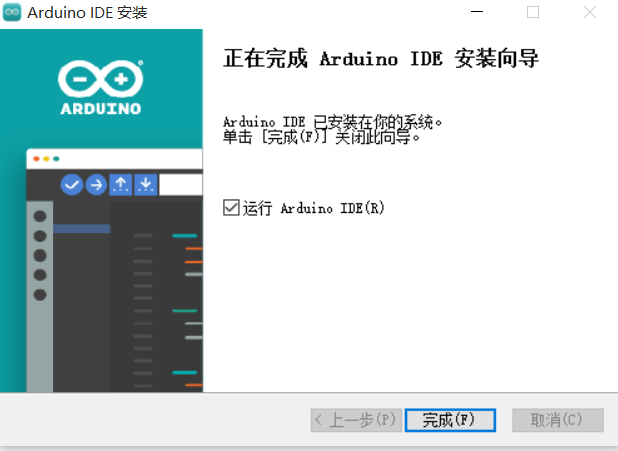 Arduino IDE 安装
ARDUINO
正在完成 Arduino IDE 安装向导
Arduino IDE 已安装在你的系统。
单击 [完成(F)] 关闭此向导。
运行 Arduino IDE(R)
< 上一步(P)
完成(F)
取消(C)